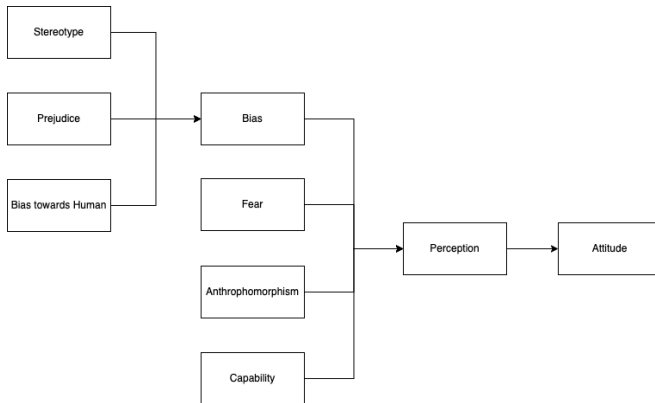 Stereotype
Prejudice
Bias
Bias towards Human
Fear
Perception
Attitude
Anthrophomorphism
Capability